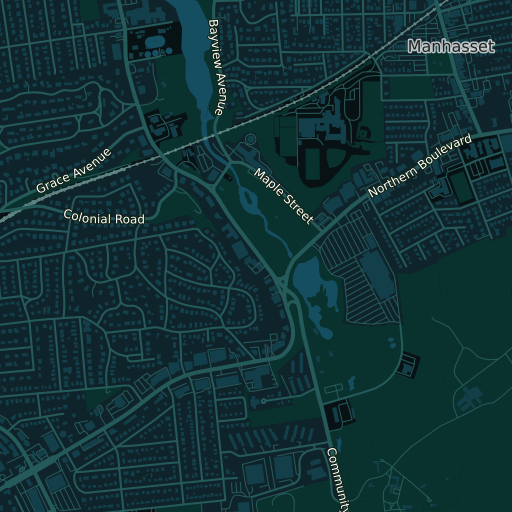 Manhasset
Bayview Avenue
Northern Boulevard
Grace Avenue
Maple Street
Colonial Road
Community